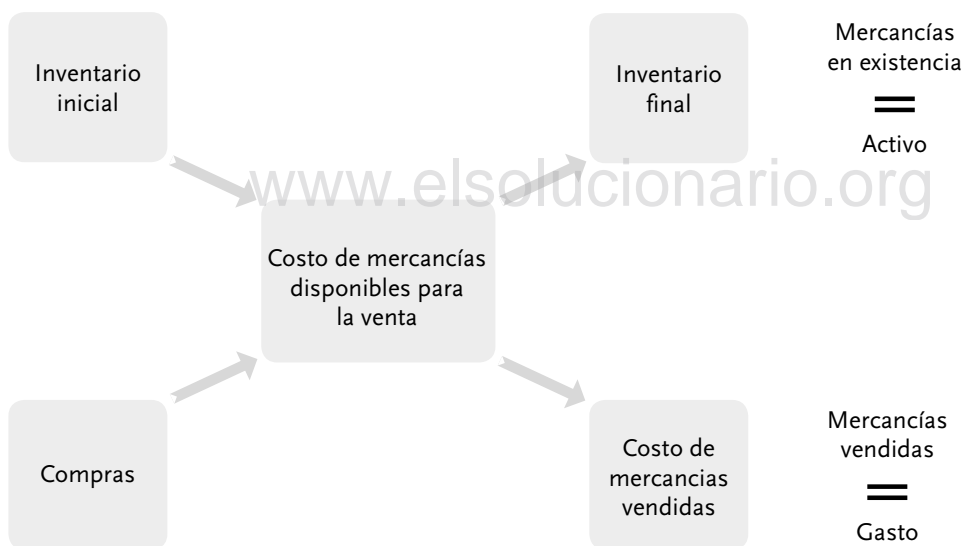 Inventario
inicial
Inventario
final
Mercancías
en existencia
=
Activo
www.elsolucionario.org
Costo de mercancías
disponibles para
la venta
Compras
Costo de
mercancias
vendidas
Mercancías
vendidas
=
Gasto